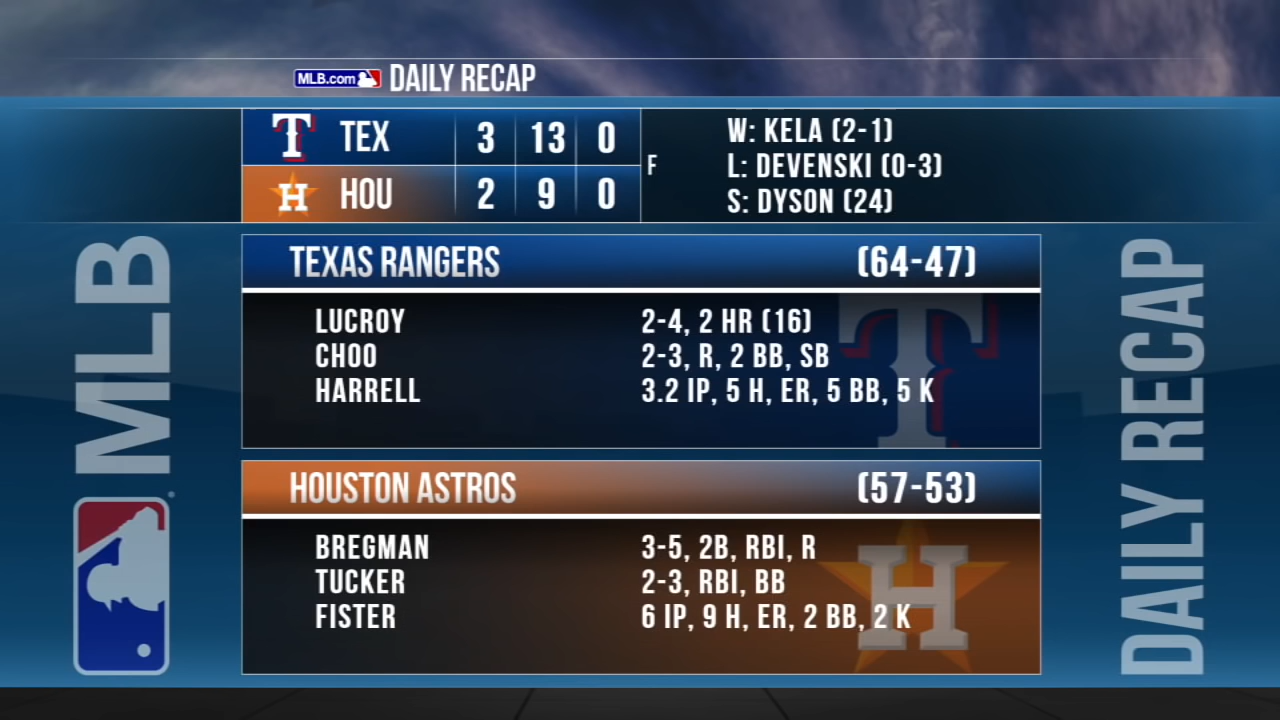 MLB.com DAILY RECAP
TEX 3 13 0
HOU 2 9 0
F
W: KELA (2-1)
L: DEVENSKI (0-3)
S: DYSON (24)
MLB
TEXAS RANGERS (64-47)
LUCROY 2-4, 2 HR (16)
CHOO 2-3, R, 2 BB, SB
HARRELL 3.2 IP, 5 H, ER, 5 BB, 5 K
HOUSTON ASTROS (57-53)
BREGMAN 3-5, 2B, RBI, R
TUCKER 2-3, RBI, BB
FISTER 6 IP, 9 H, ER, 2 BB, 2 K
DAILY RECAP